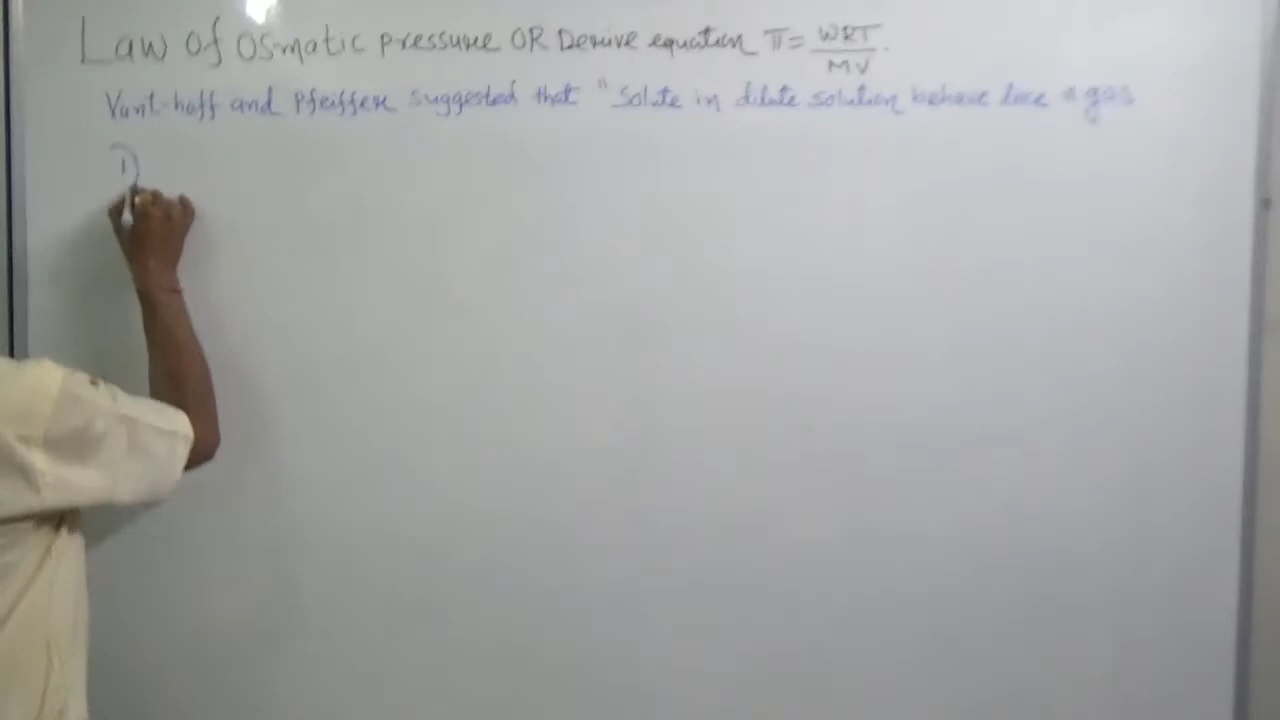 Law of Osmatic pressure OR Derive equation π = WRT/MV.
Vant-hoff and Pfeiffer suggested that "Solute in dilute solution behave like a gas
1)